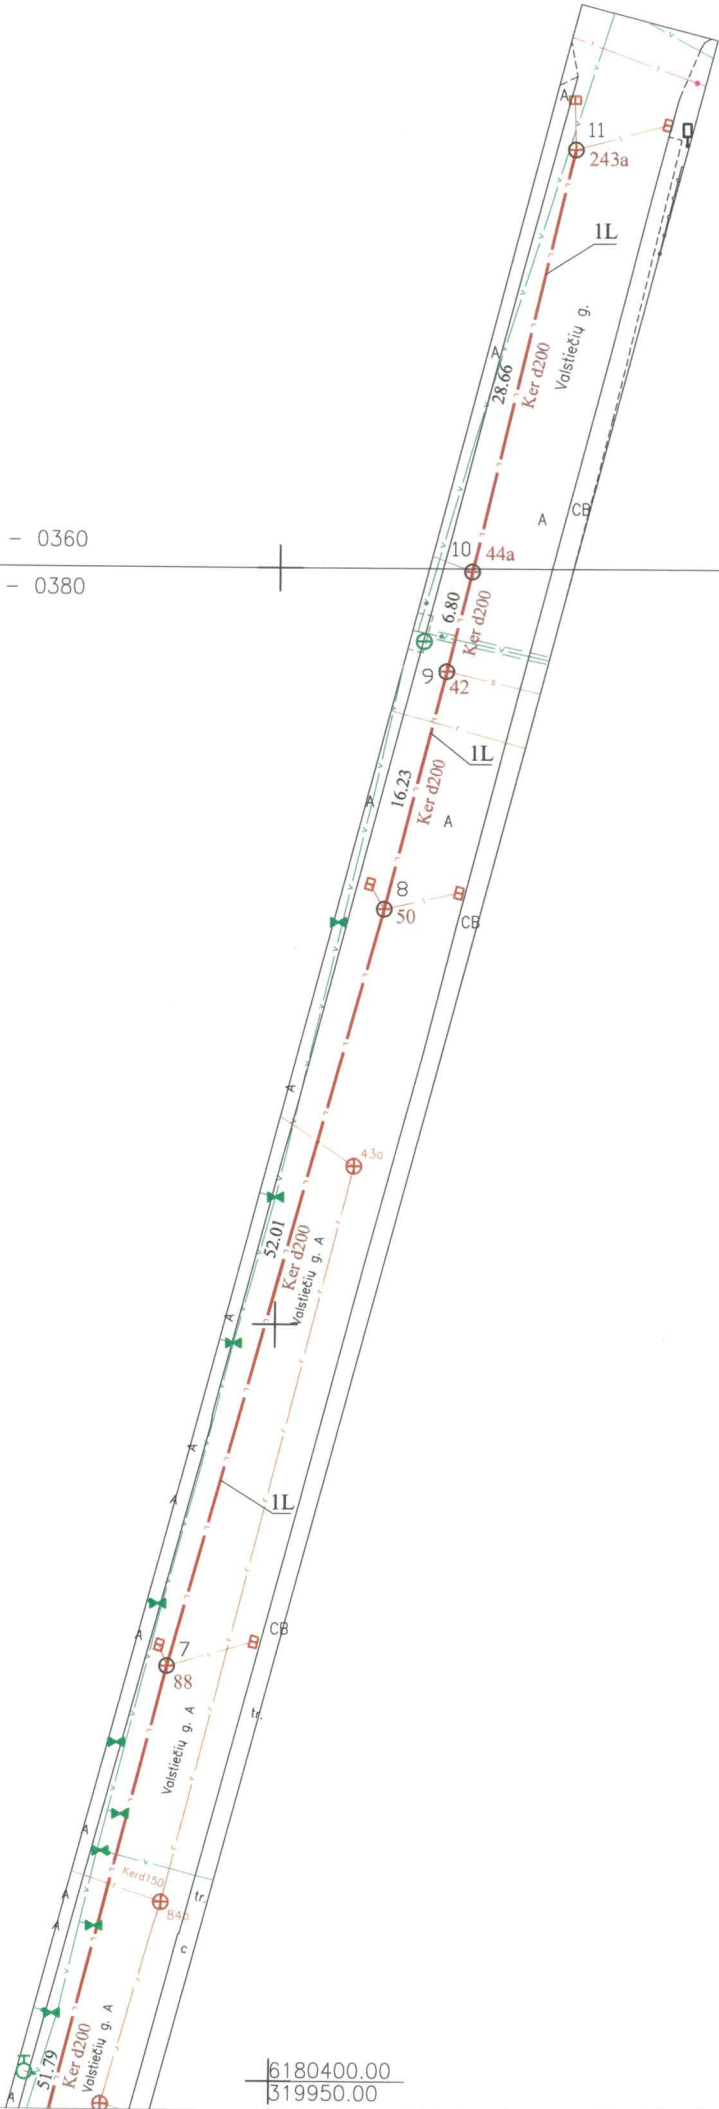 A
11
243a
1L
A
28.66
Ker d200
Valstiečių g.
A
CB
- 0360
- 0380
10
44a
6.80
Ker d200
9
42
1L
16.23
Ker d200
A
A
8
50
CB
A
43a
52.01
Ker d200
Valstiečių g. A
A
A
A
1L
A
CB
7
88
tr.
Valstiečių g. A
A
Kerd150
A
tr.
84b
A
c
51.79
Ker d200
Valstiečių g. A
A
6180400.00
319950.00